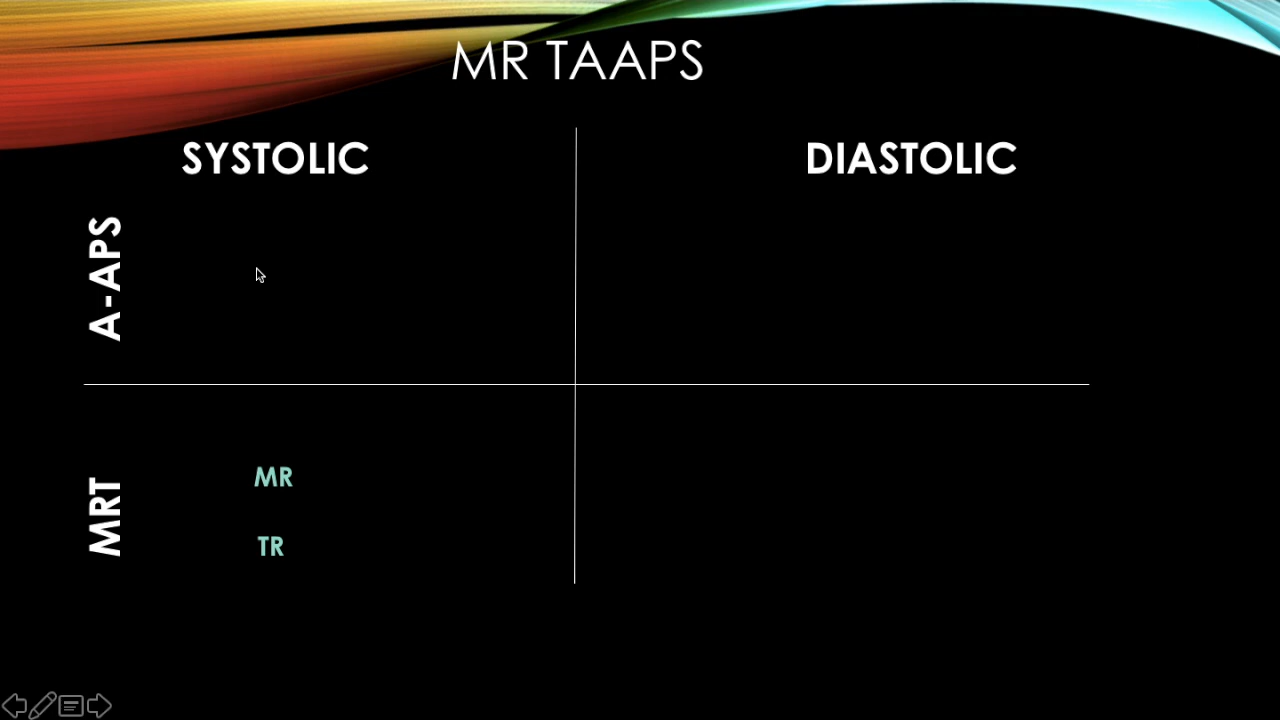 MR TAAPS
SYSTOLIC
DIASTOLIC
A-APS
MRT
MR
TR